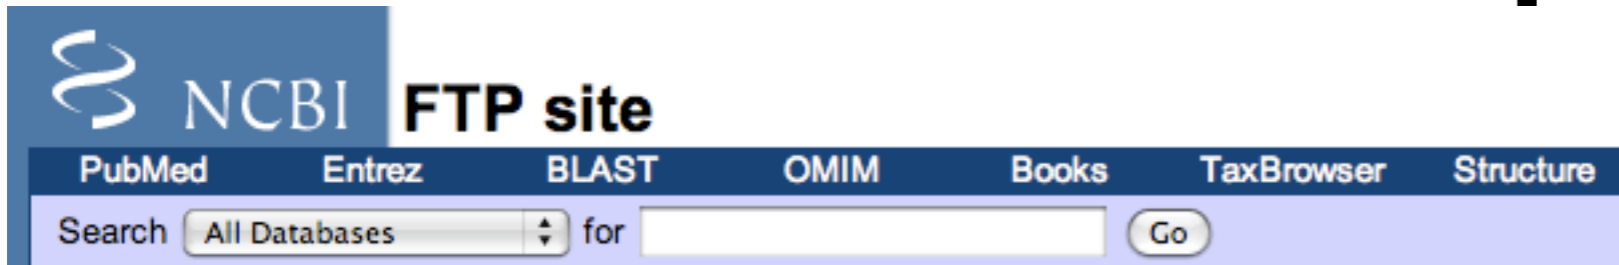 NCBI FTP site
PubMed Entrez BLAST OMIM Books TaxBrowser Structure
Search All Databases for Go